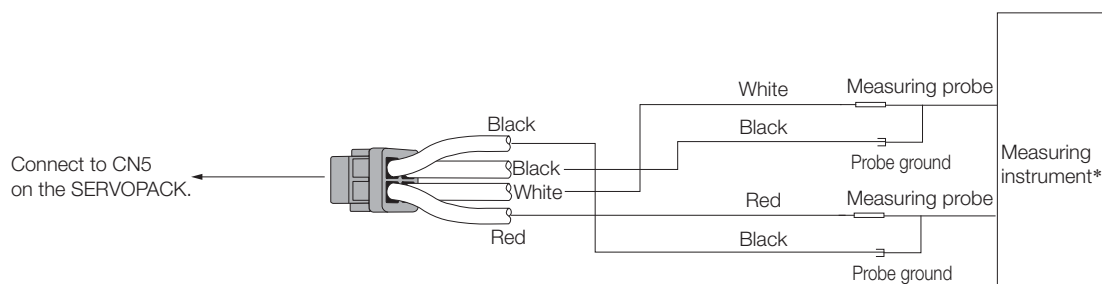 White
Measuring probe
Black
Black
Probe ground
Connect to CN5
on the SERVOPACK.
Black
White
Measuring
instrument*
Red
Measuring probe
Red
Black
Probe ground